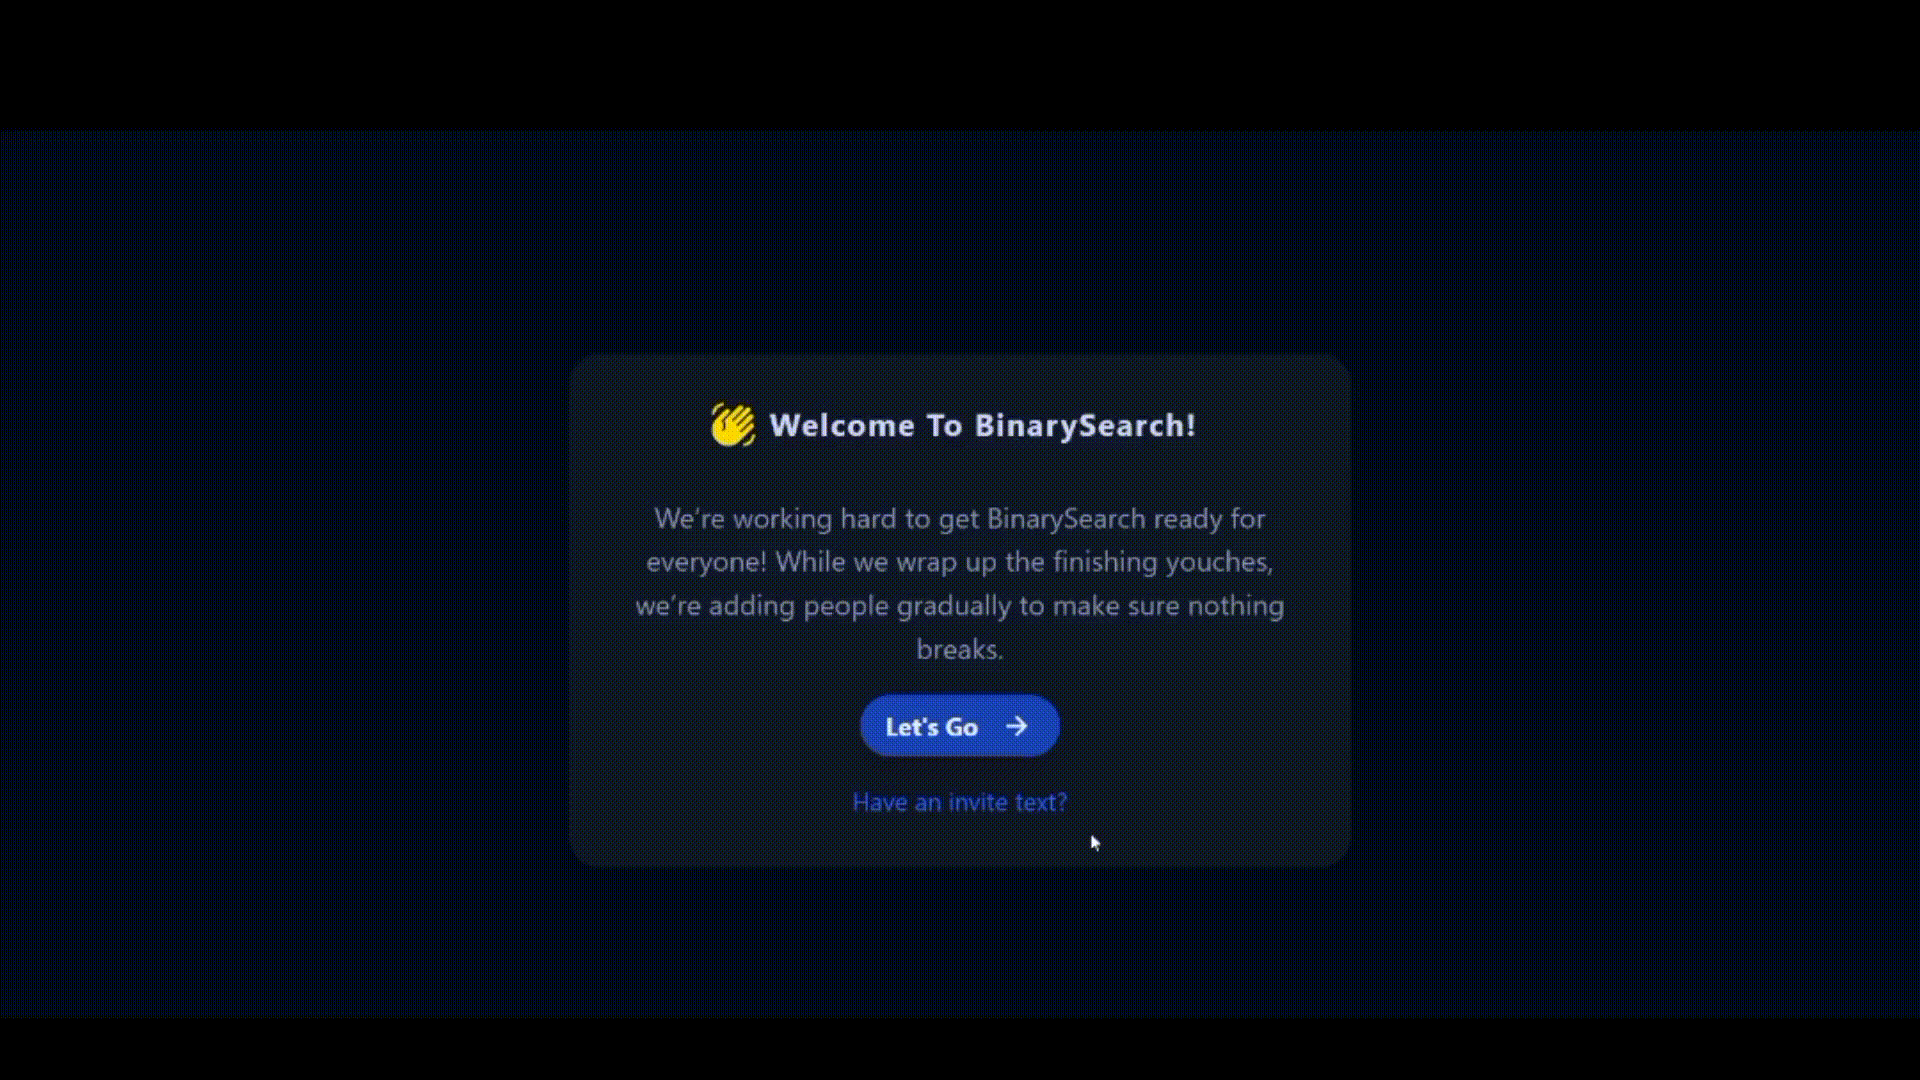 Welcome To BinarySearch!
We're working hard to get BinarySearch ready for
everyone! While we wrap up the finishing youches,
we're adding people gradually to make sure nothing
breaks.
Let's Go
Have an invite text?